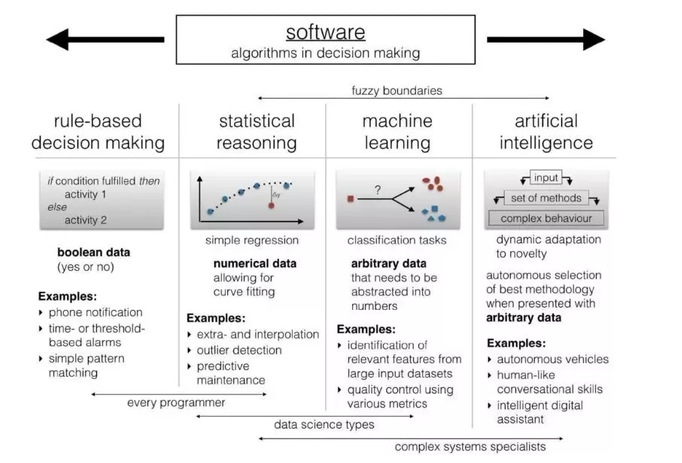 software
algorithms in decision making
fuzzy boundaries
rule-based
decision making
if condition fulfilled then
activity 1
else
activity 2
boolean data
(yes or no)
Examples:
‣ phone notification
‣ time- or threshold-
based alarms
‣ simple pattern
matching
statistical
reasoning
simple regression
numerical data
allowing for
curve fitting
Examples:
‣ extra- and interpolation
‣ outlier detection
‣ predictive
maintenance
machine
learning
?
classification tasks
arbitrary data
that needs to be
abstracted into
numbers
Examples:
‣ identification of
relevant features from
large input datasets
‣ quality control using
various metrics
artificial
intelligence
input
set of methods
complex behaviour
dynamic adaptation
to novelty
autonomous selection
of best methodology
when presented with
arbitrary data
Examples:
‣ autonomous vehicles
‣ human-like
conversational skills
‣ intelligent digital
assistant
every programmer
data science types
complex systems specialists